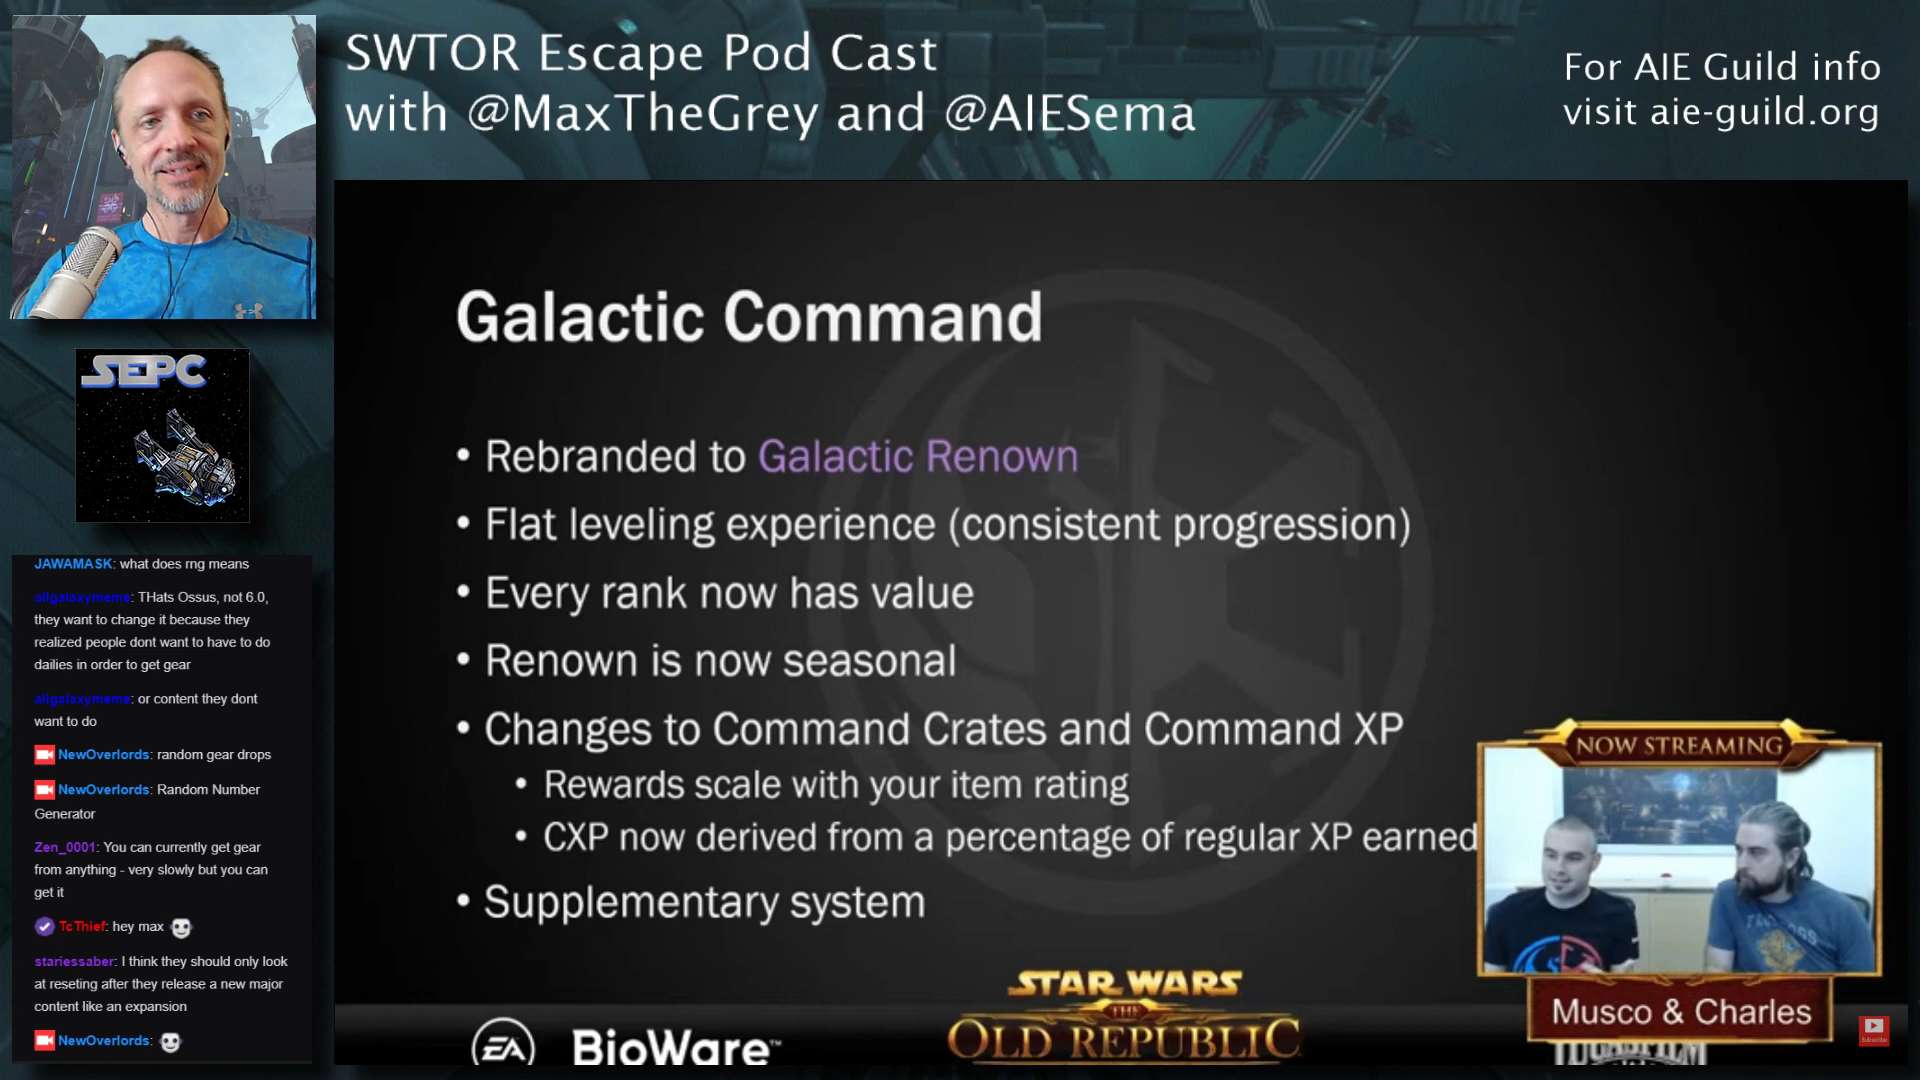 SWTOR Escape Pod Cast
with @MaxTheGrey and @AIESema
For AIE Guild info
visit aie-guild.org
SEPC
JAWAMASK: what does rng means
allgalaxymeme: THats Ossus, not 6.0,
they want to change it because they
realized people dont want to have to do
dailies in order to get gear
allgalaxymeme: or content they dont
want to do
NewOverlords: random gear drops
NewOverlords: Random Number
Generator
Zen_0001: You can currently get gear
from anything - very slowly but you can
get it
TcThief: hey max
stariessaber: I think they should only look
at reseting after they release a new major
content like an expansion
NewOverlords:
Galactic Command
• Rebranded to Galactic Renown
• Flat leveling experience (consistent progression)
• Every rank now has value
• Renown is now seasonal
• Changes to Command Crates and Command XP
• Rewards scale with your item rating
• CXP now derived from a percentage of regular XP earned
• Supplementary system
NOW STREAMING
Musco & Charles
Subscribe
EA BioWare™
STAR WARS
THE
OLD REPUBLIC
LUCASFILM